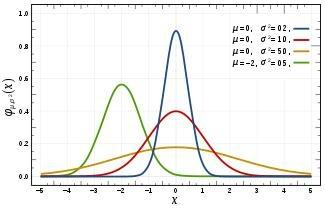 1.0
0.8
0.6
0.4
0.2
0.0
φμ,σ²(x)
μ=0, σ²=0.2,
μ=0, σ²=1.0,
μ=0, σ²=5.0,
μ=-2, σ²=0.5,
-5 -4 -3 -2 -1 0 1 2 3 4 5
x